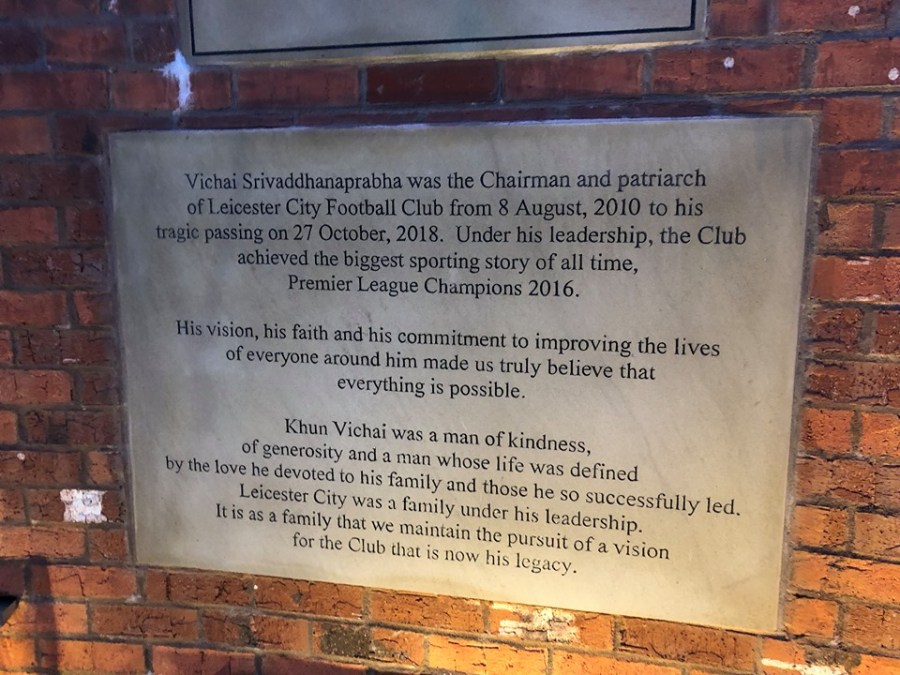 Vichai Srivaddhanaprabha was the Chairman and patriarch
of Leicester City Football Club from 8 August, 2010 to his
tragic passing on 27 October, 2018. Under his leadership, the Club
achieved the biggest sporting story of all time,
Premier League Champions 2016.
His vision, his faith and his commitment to improving the lives
of everyone around him made us truly believe that
everything is possible.
Khun Vichai was a man of kindness,
of generosity and a man whose life was defined
by the love he devoted to his family and those he so successfully led.
Leicester City was a family under his leadership.
It is as a family that we maintain the pursuit of a vision
for the Club that is now his legacy.